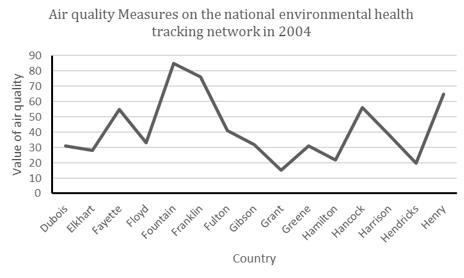 Air quality Measures on the national environmental health
tracking network in 2004
Value of air quality
90
80
70
60
50
40
30
20
10
0
Dubois
Elkhart
Fayette
Floyd
Fountain
Franklin
Fulton
Gibson
Grant
Greene
Hamilton
Hancock
Harrison
Hendricks
Henry
Country